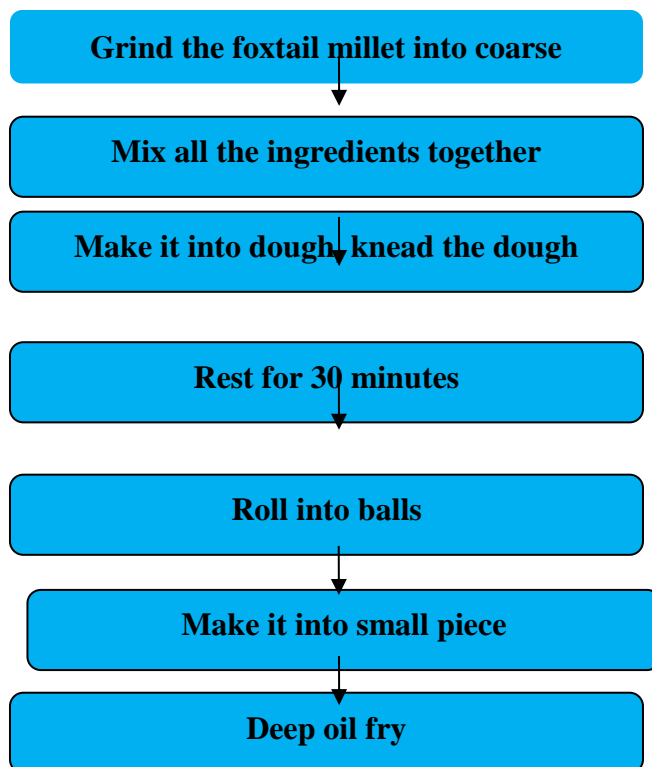 Grind the foxtail millet into coarse
Mix all the ingredients together
Make it into dough, knead the dough
Rest for 30 minutes
Roll into balls
Make it into small piece
Deep oil fry